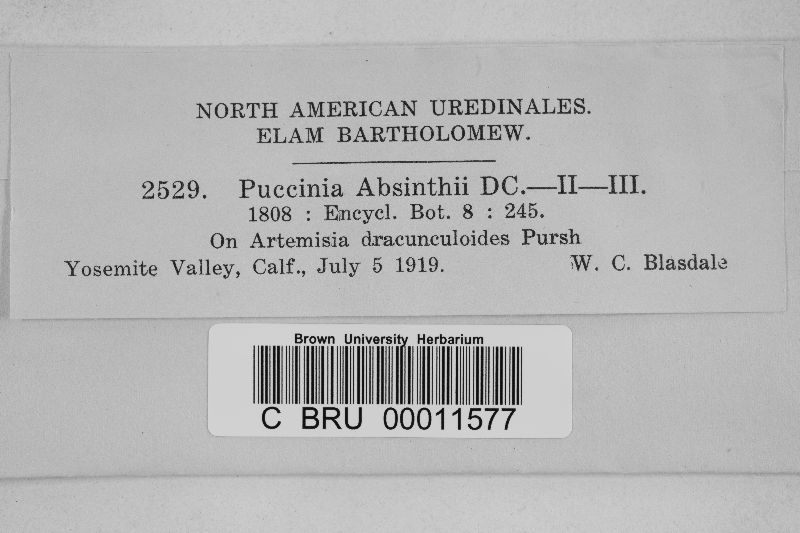 NORTH AMERICAN UREDINALES.
ELAM BARTHOLOMEW.
2529. Puccinia Absinthii DC.—II—III.
1808 : Encycl. Bot. 8 : 245.
On Artemisia dracunculoides Pursh
Yosemite Valley, Calf., July 5 1919. W. C. Blasdale
Brown University Herbarium
C BRU 00011577